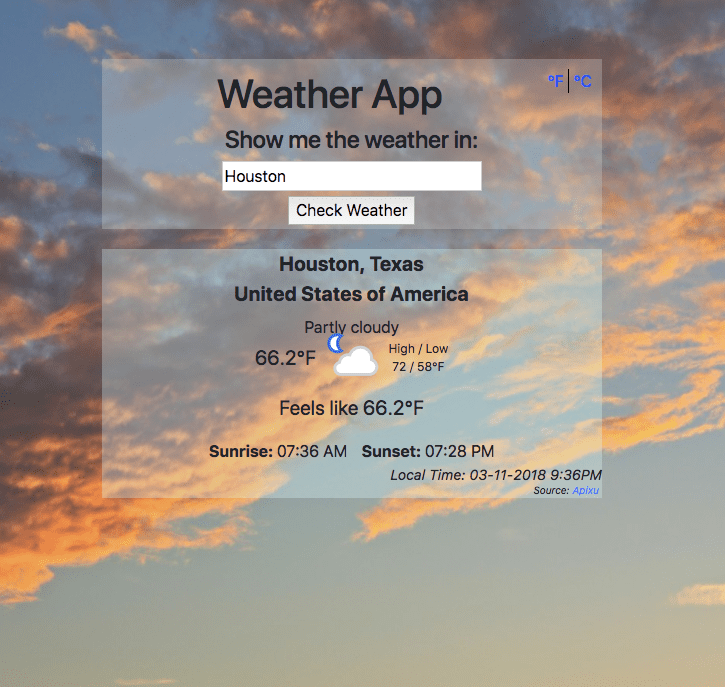 °F | °C
Weather App
Show me the weather in:
Houston
Check Weather
Houston, Texas
United States of America
Partly cloudy
66.2°F
High / Low
72 / 58°F
Feels like 66.2°F
Sunrise: 07:36 AM Sunset: 07:28 PM
Local Time: 03-11-2018 9:36PM
Source: Apixu